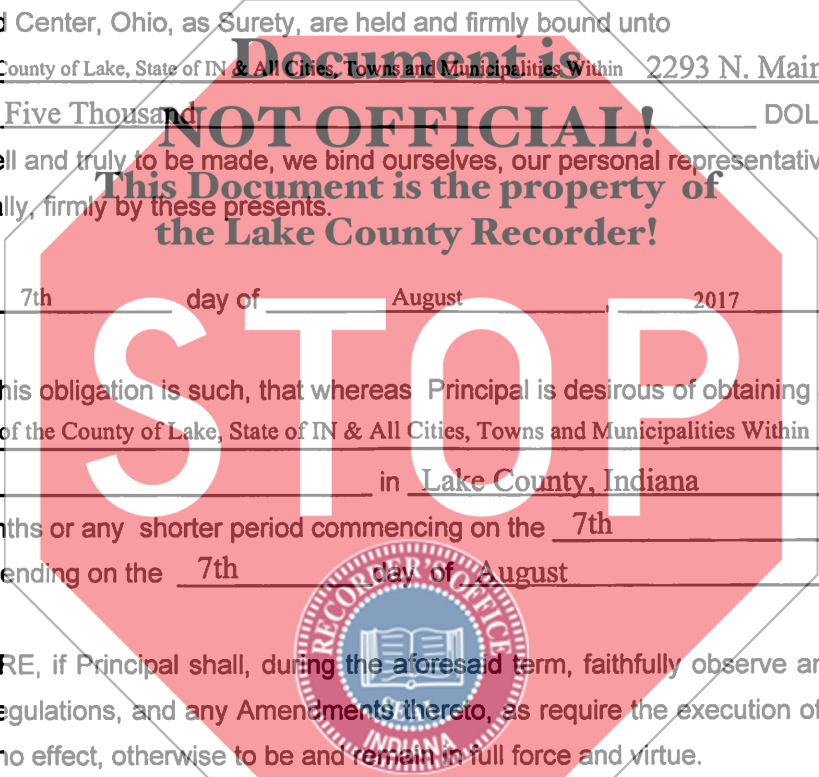 d Center, Ohio, as Surety, are held and firmly bound unto
Document is
County of Lake, State of IN & All Cities, Towns and Municipalities Within 2293 N. Main
Five Thousand DOL
NOT OFFICIAL!
ell and truly to be made, we bind ourselves, our personal representativ
This Document is the property of
lly, firmly by these presents.
the Lake County Recorder!
7th day of August, 2017
STOP
his obligation is such, that whereas Principal is desirous of obtaining
of the County of Lake, State of IN & All Cities, Towns and Municipalities Within
in Lake County, Indiana
nths or any shorter period commencing on the 7th
ending on the 7th day of August
RECORDER'S OFFICE
RE, if Principal shall, during the aforesaid term, faithfully observe an
egulations, and any Amendments thereto, as require the execution of
SEAL
INDIANA
no effect, otherwise to be and remain in full force and virtue.